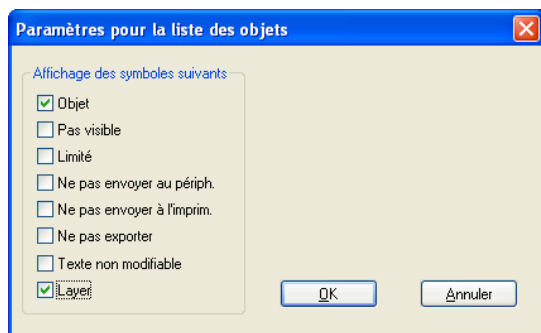 Paramètres pour la liste des objets
Affichage des symboles suivants
Objet
Pas visible
Limité
Ne pas envoyer au périph.
Ne pas envoyer à l'imprim.
Ne pas exporter
Texte non modifiable
Layer
OK
Annuler